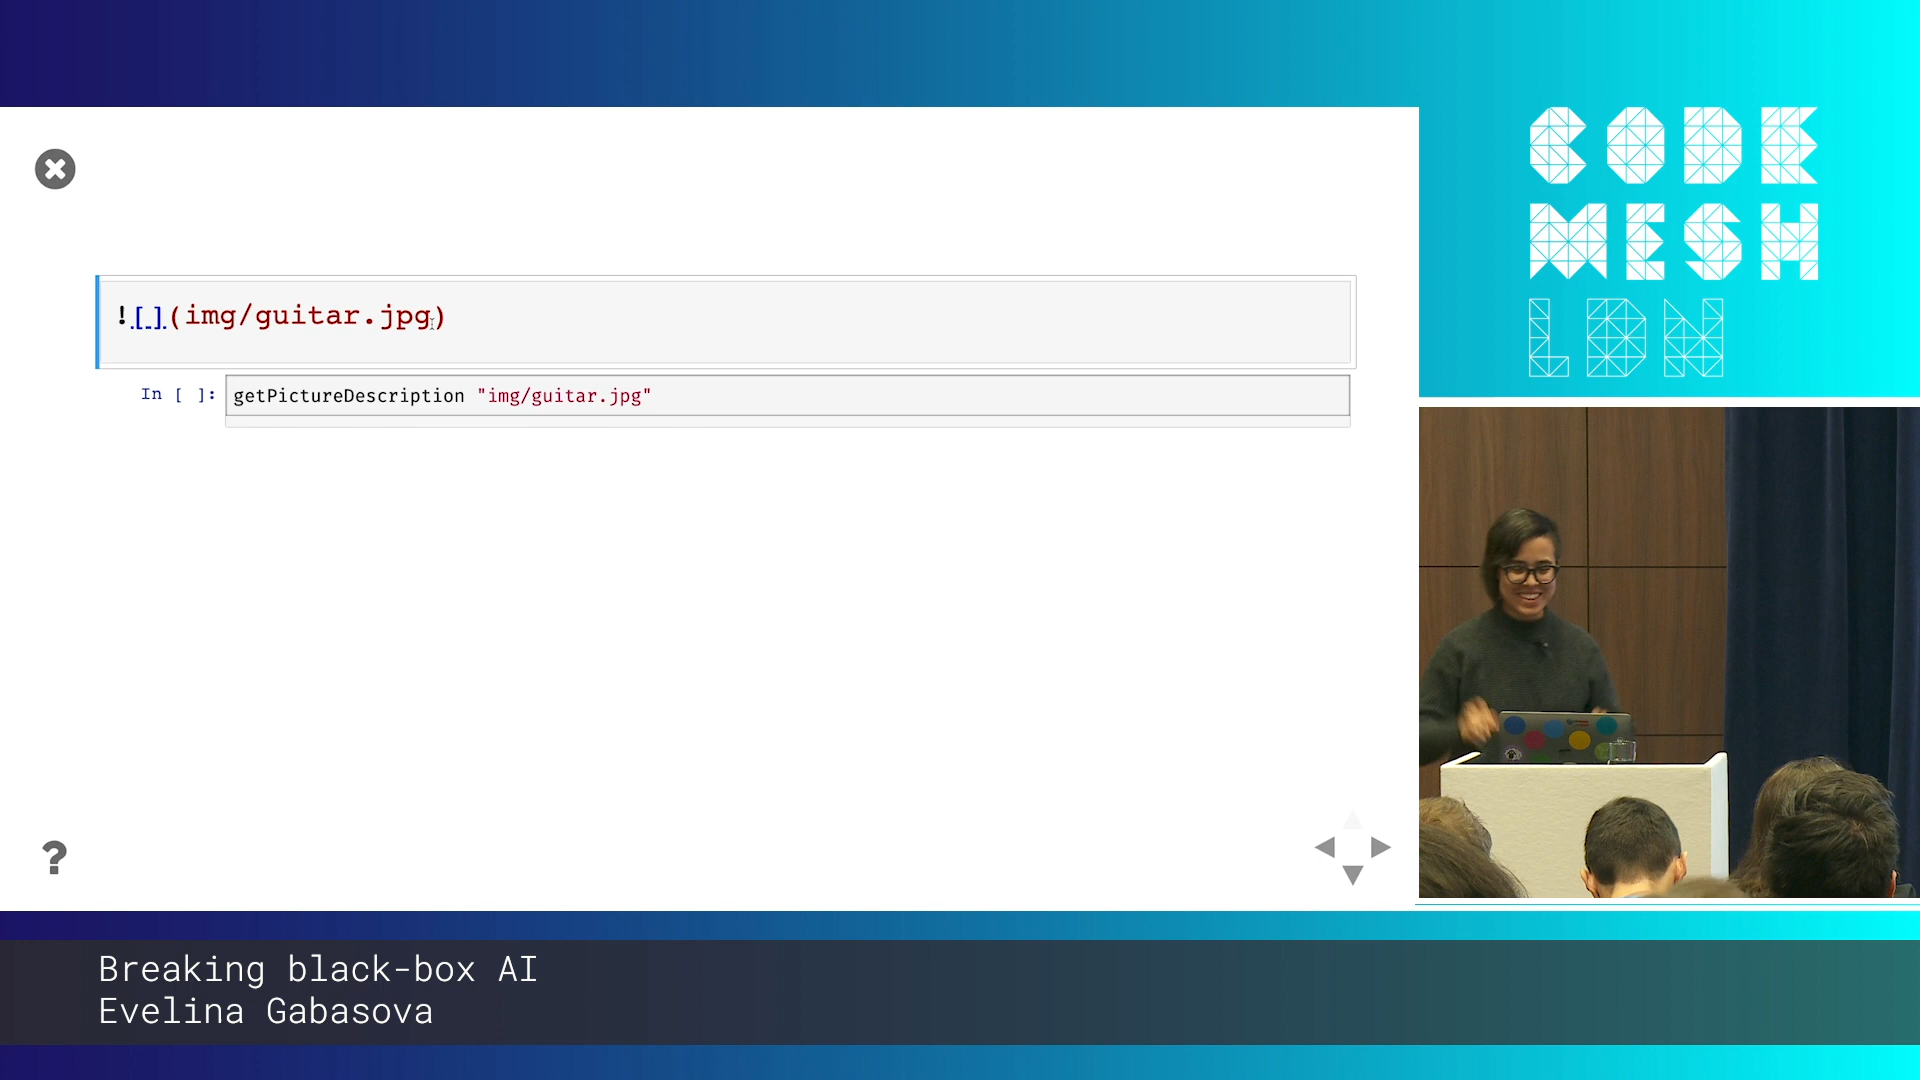 CODE
MESH
LDN
![](img/guitar.jpg)
In [ ]: getPictureDescription "img/guitar.jpg"
?
Breaking black-box AI
Evelina Gabasova